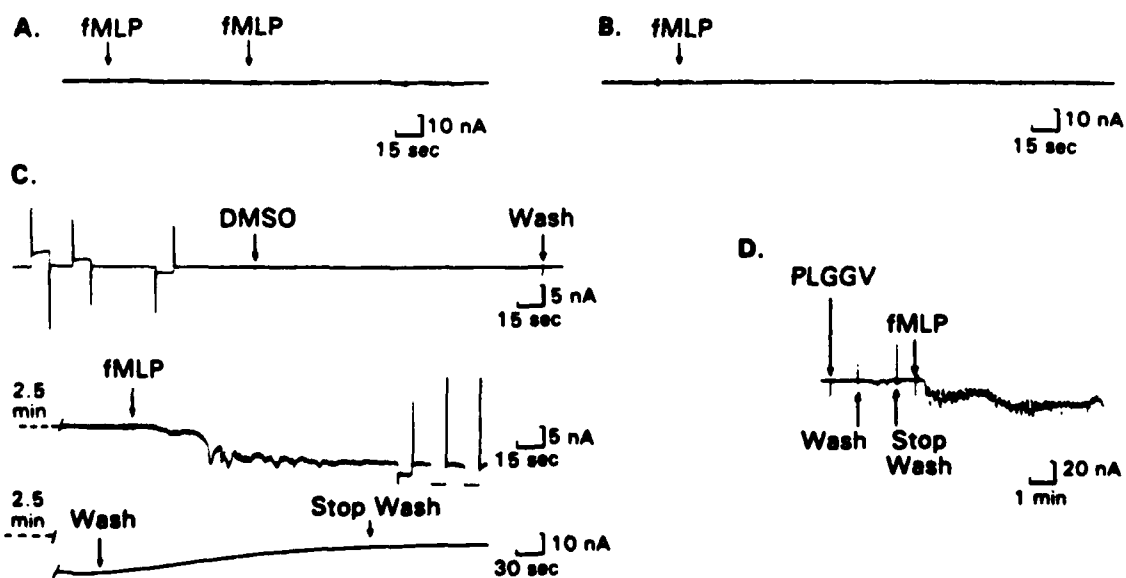 A.
fMLP
fMLP
10 nA
15 sec
B.
fMLP
10 nA
15 sec
C.
DMSO
Wash
5 nA
15 sec
2.5
min
fMLP
5 nA
15 sec
2.5
min
Wash
Stop Wash
10 nA
30 sec
D.
PLGGV
fMLP
Wash
Stop
Wash
20 nA
1 min